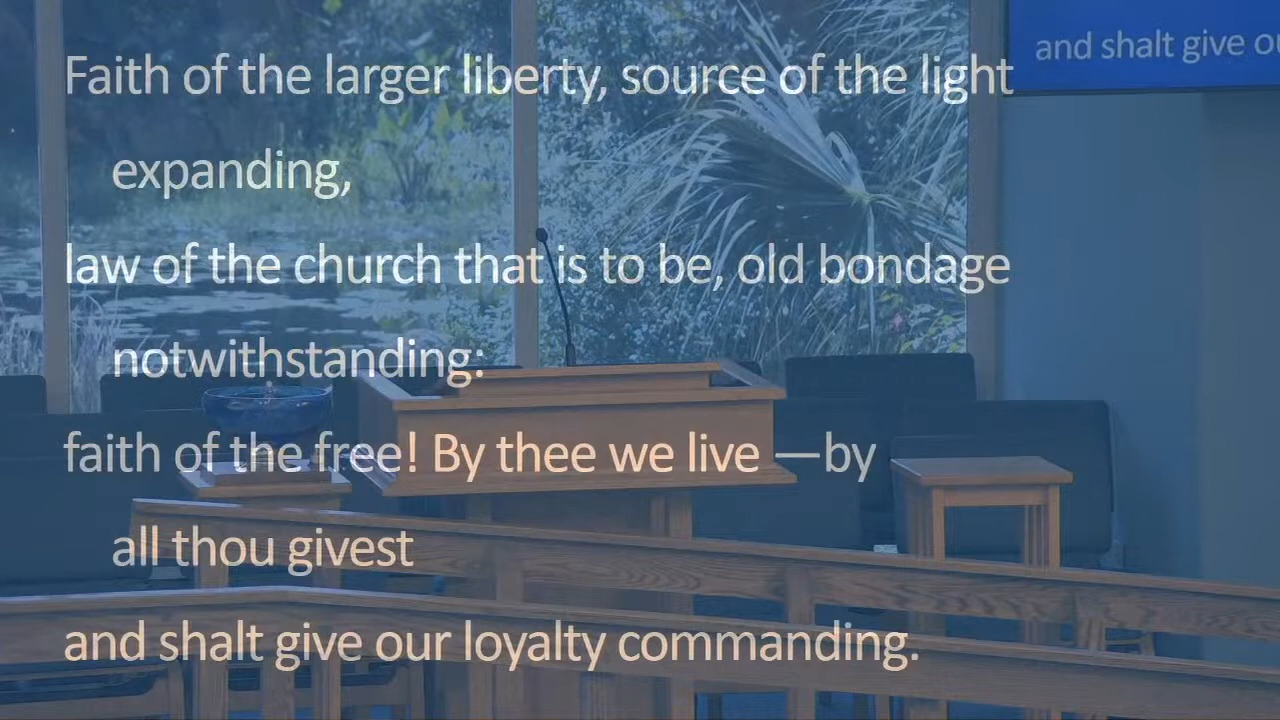 Faith of the larger liberty, source of the light
expanding,
law of the church that is to be, old bondage
notwithstanding:
faith of the free! By thee we live —by
all thou givest
and shalt give our loyalty commanding.
and shalt give